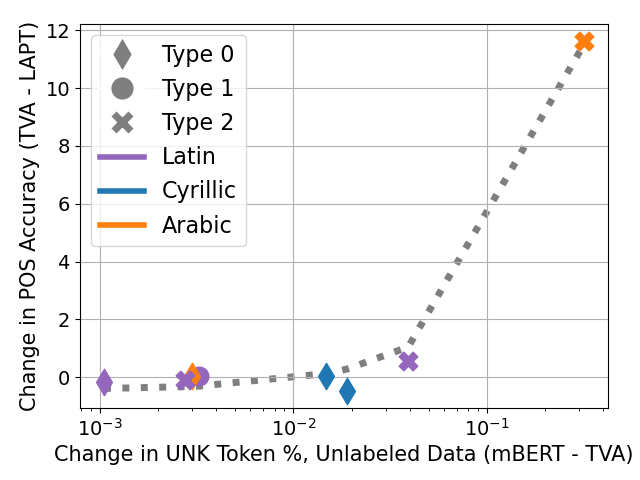 Change in POS Accuracy (TVA - LAPT)
12
10
8
6
4
2
0
Type 0
Type 1
Type 2
Latin
Cyrillic
Arabic
10⁻³
10⁻²
10⁻¹
Change in UNK Token %, Unlabeled Data (mBERT - TVA)